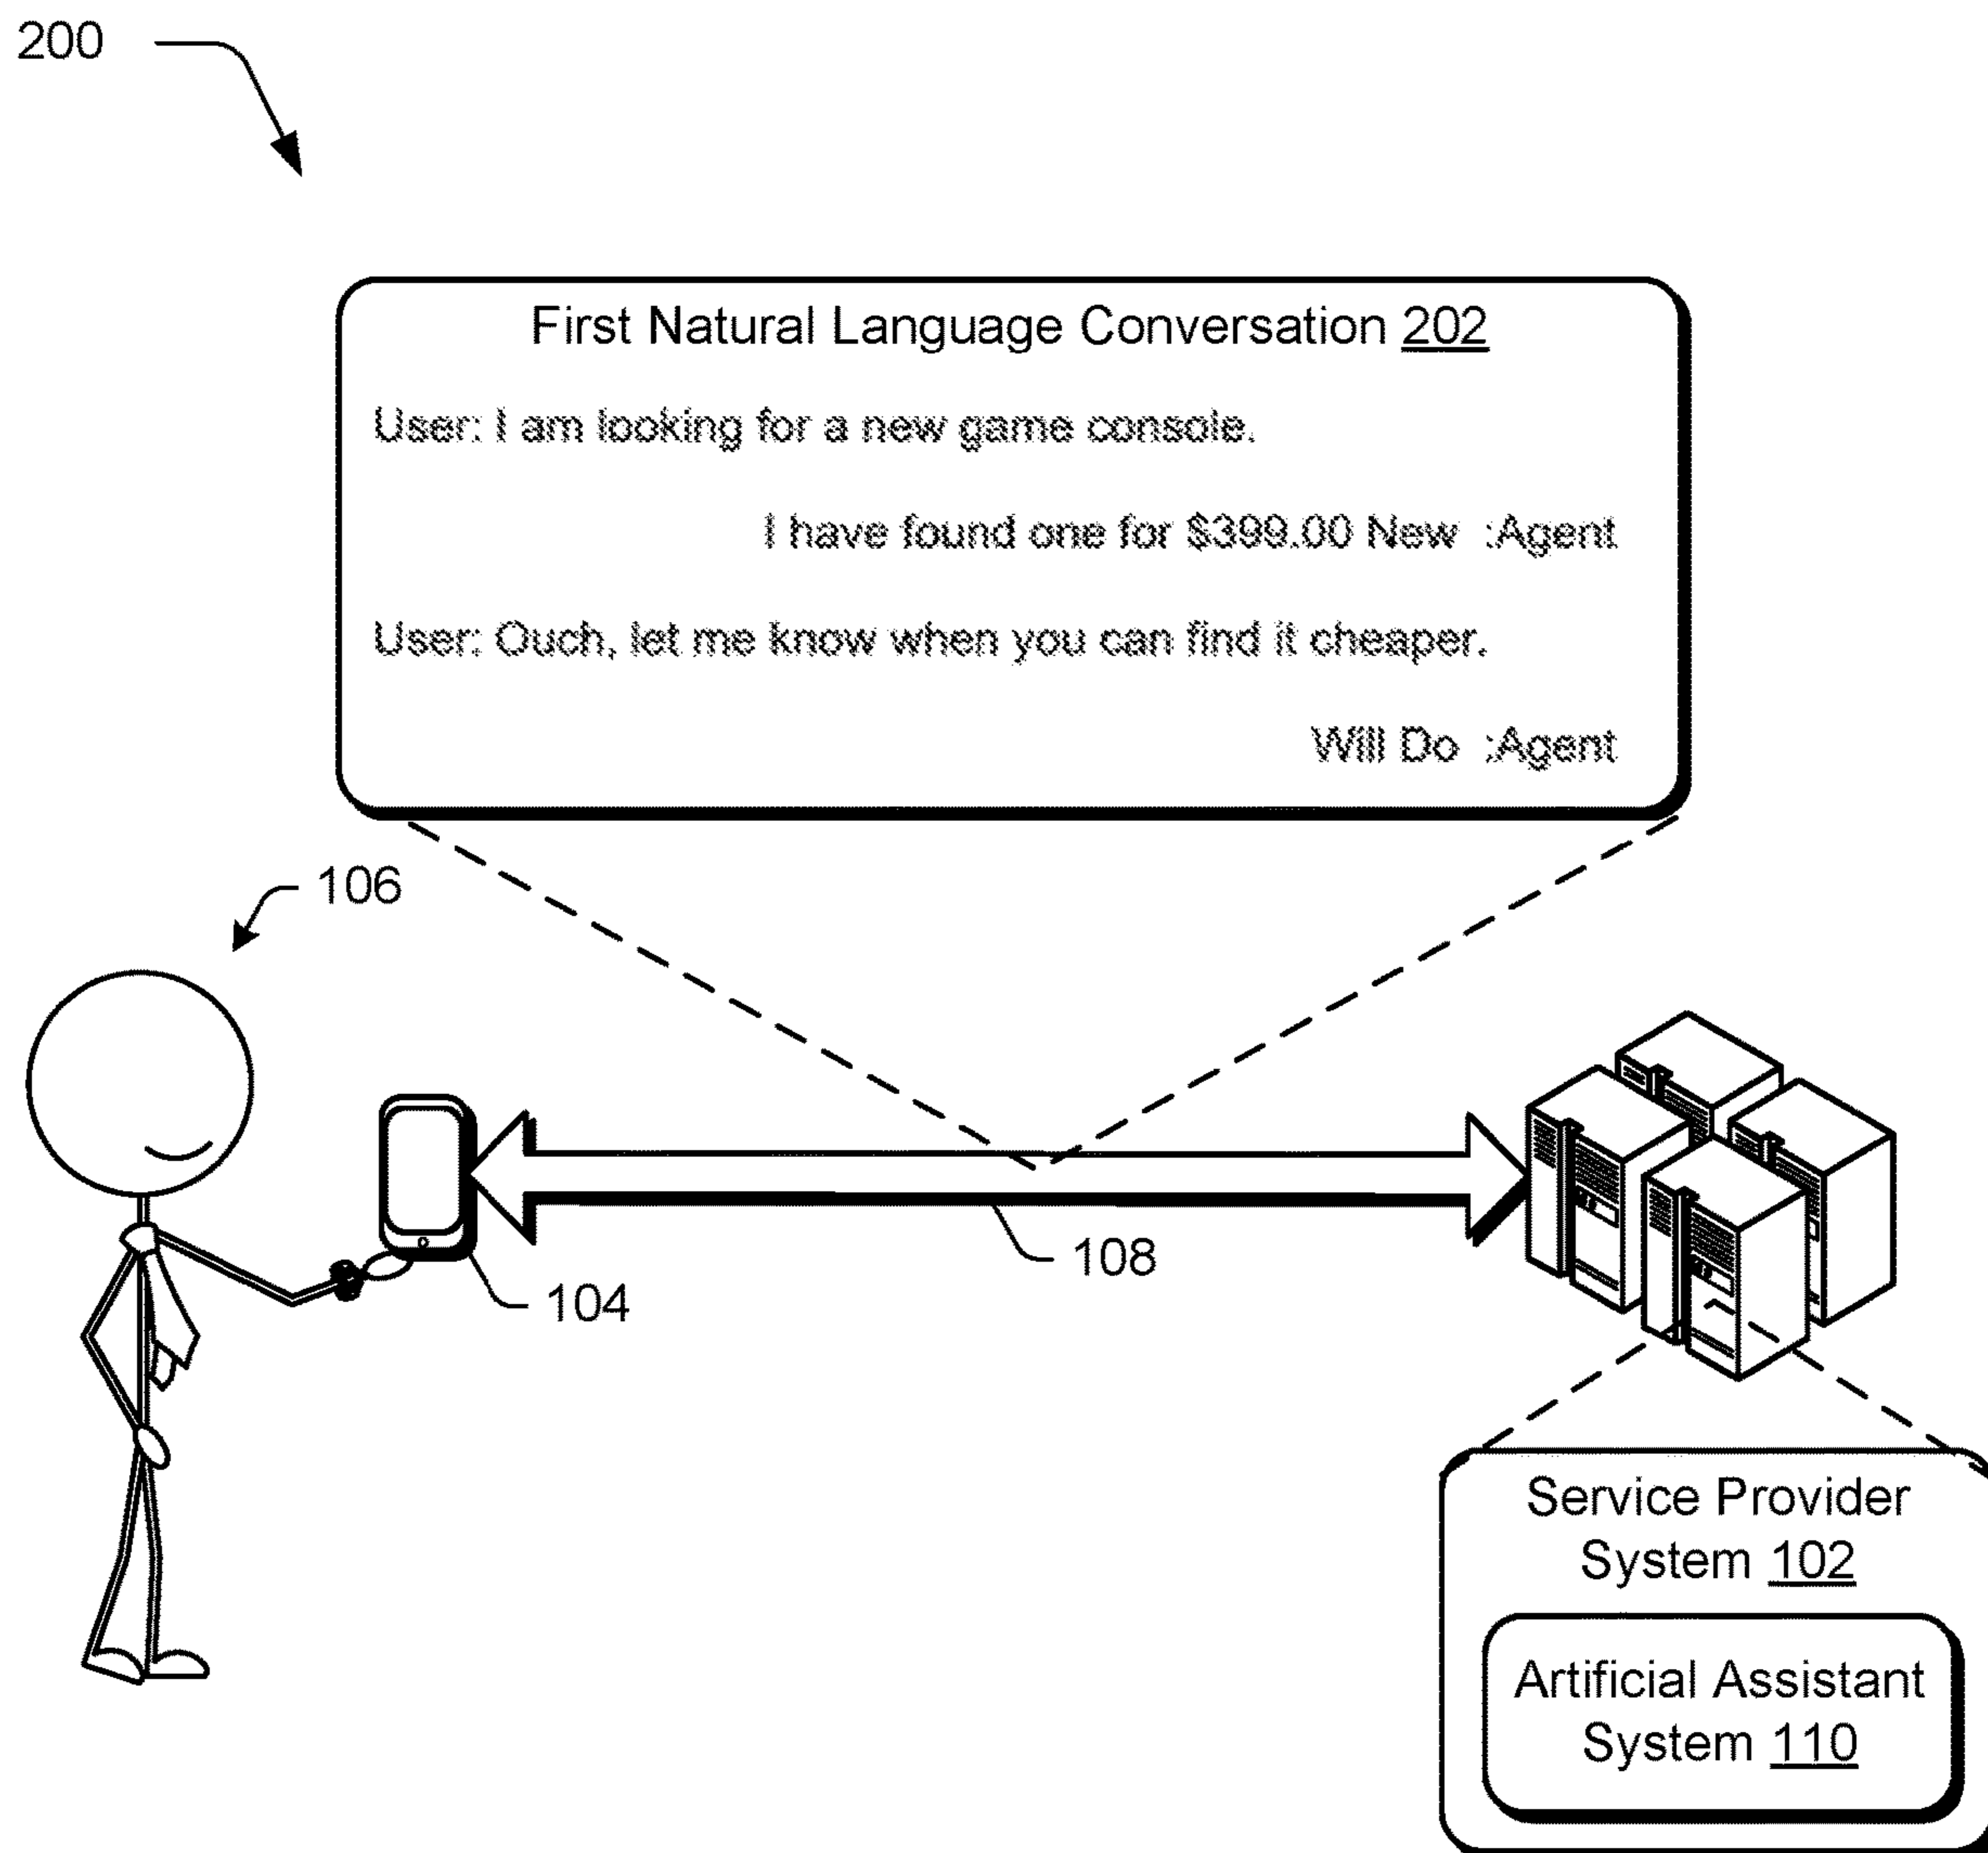 200
First Natural Language Conversation 202
User: I am looking for a new game console.
I have found one for $399.00 New :Agent
User: Ouch, let me know when you can find it cheaper.
Will Do :Agent
106
108
104
Service Provider
System 102
Artificial Assistant
System 110